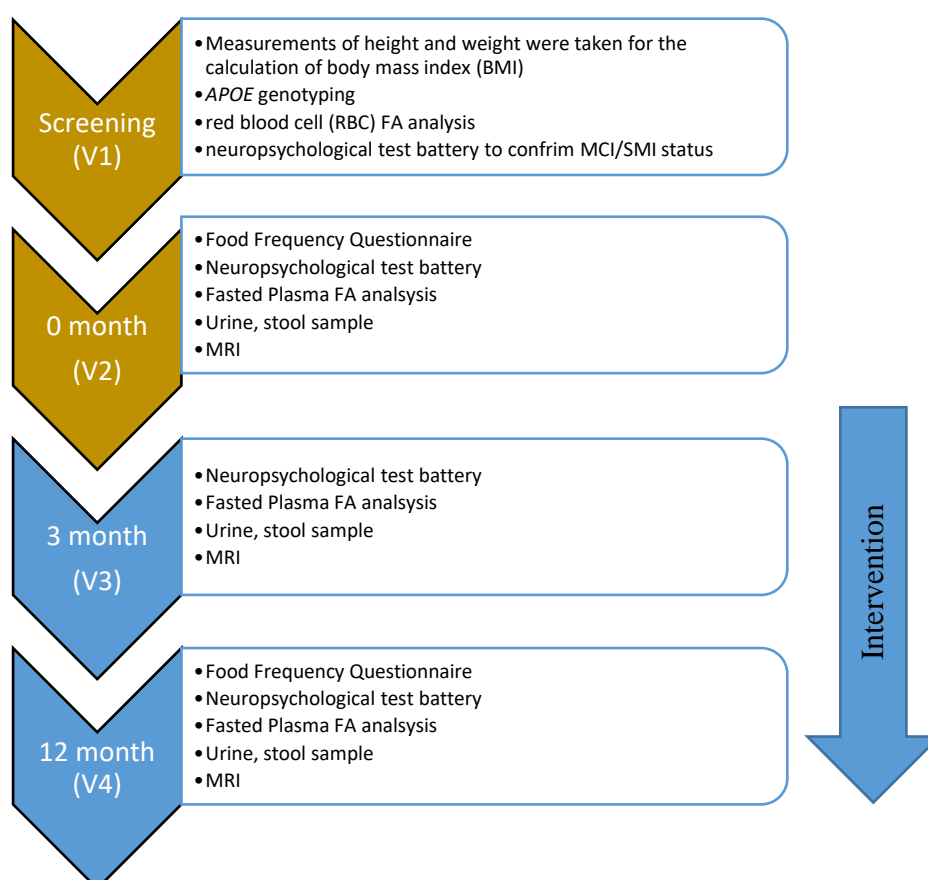 Screening
(V1)
•Measurements of height and weight were taken for the
calculation of body mass index (BMI)
•APOE genotyping
•red blood cell (RBC) FA analysis
•neuropsychological test battery to confrim MCI/SMI status
0 month
(V2)
•Food Frequency Questionnaire
•Neuropsychological test battery
•Fasted Plasma FA analsysis
•Urine, stool sample
•MRI
3 month
(V3)
•Neuropsychological test battery
•Fasted Plasma FA analsysis
•Urine, stool sample
•MRI
12 month
(V4)
•Food Frequency Questionnaire
•Neuropsychological test battery
•Fasted Plasma FA analsysis
•Urine, stool sample
•MRI
Intervention